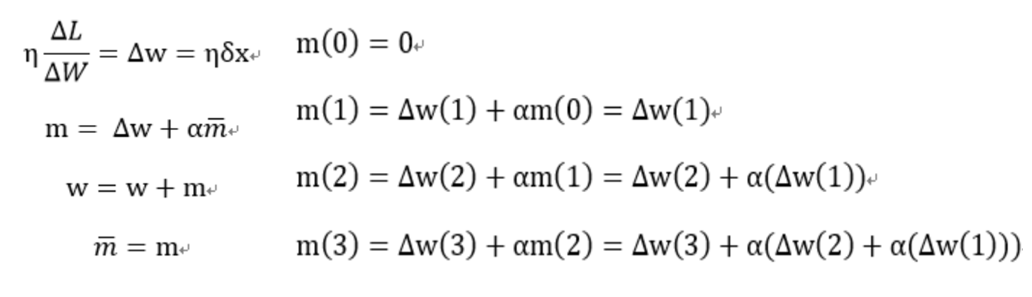 η ΔL/ΔW = Δw = ηδx↵
m = Δw + αm̅↵
w = w + m↵
m̅ = m↵
m(0) = 0↵
m(1) = Δw(1) + αm(0) = Δw(1)↵
m(2) = Δw(2) + αm(1) = Δw(2) + α(Δw(1))↵
m(3) = Δw(3) + αm(2) = Δw(3) + α(Δw(2) + α(Δw(1)))